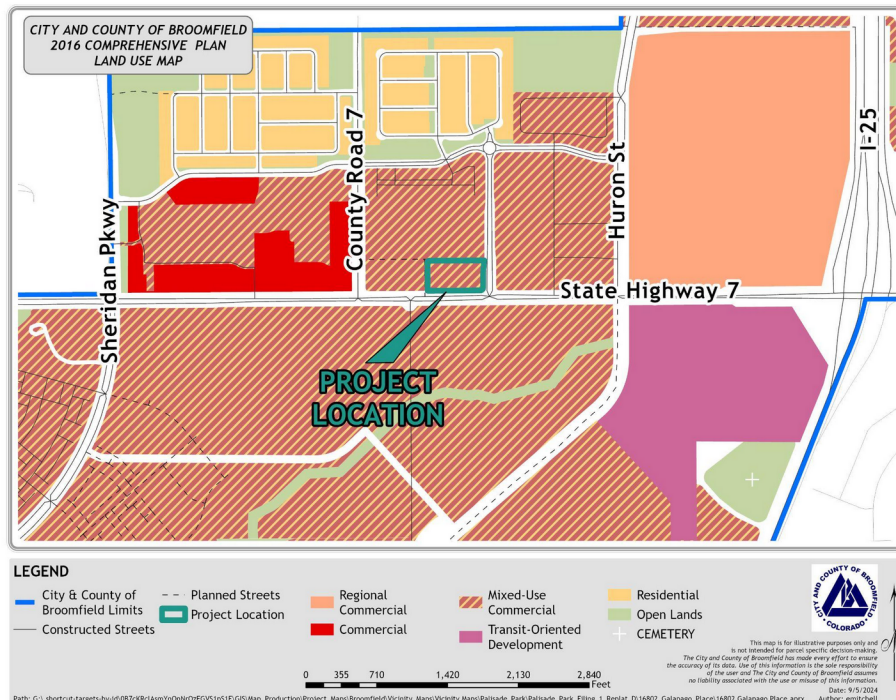 CITY AND COUNTY OF BROOMFIELD
2016 COMPREHENSIVE PLAN
LAND USE MAP
Sheridan Pkwy
County Road 7
Huron St
I-25
State Highway 7
PROJECT
LOCATION
LEGEND
City & County of
Broomfield Limits
Constructed Streets
Planned Streets
Project Location
Regional
Commercial
Commercial
Mixed-Use
Commercial
Transit-Oriented
Development
Residential
Open Lands
CEMETERY
CITY AND COUNTY OF BROOMFIELD
COLORADO
This map is for illustrative purposes only and
is not intended for parcel specific decision-making.
The City and County of Broomfield has made every effort to ensure
the accuracy of its data. Use of this information is the sole responsibility
of the user and The City and County of Broomfield assumes
no liability associated with the use or misuse of this information.
0 355 710 1,420 2,130 2,840
Feet
Date: 9/5/2024
Author: emitchell